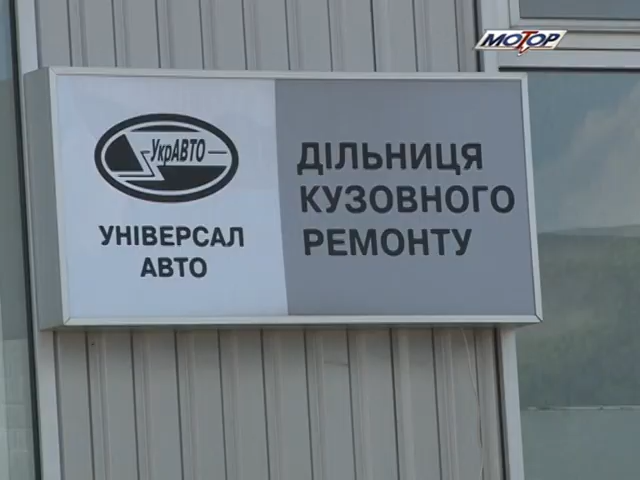 МОТОР
УкрАВТО
УНІВЕРСАЛ
АВТО
ДІЛЬНИЦЯ
КУЗОВНОГО
РЕМОНТУ